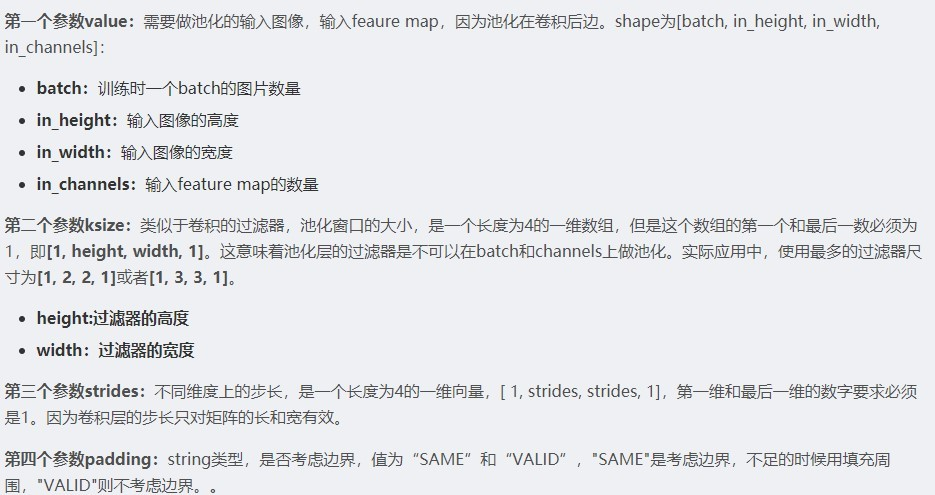 第一个参数value：需要做池化的输入图像，输入feaure map，因为池化在卷积后边。shape为[batch, in_height, in_width,
in_channels]：
• batch：训练时一个batch的图片数量
• in_height：输入图像的高度
• in_width：输入图像的宽度
• in_channels：输入feature map的数量
第二个参数ksize：类似于卷积的过滤器，池化窗口的大小，是一个长度为4的一维数组，但是这个数组的第一个和最后一数必须为
1，即[1, height, width, 1]。这意味着池化层的过滤器是不可以在batch和channels上做池化。实际应用中，使用最多的过滤器尺
寸为[1, 2, 2, 1]或者[1, 3, 3, 1]。
• height:过滤器的高度
• width：过滤器的宽度
第三个参数strides：不同维度上的步长，是一个长度为4的一维向量，[ 1, strides, strides, 1]，第一维和最后一维的数字要求必须
是1。因为卷积层的步长只对矩阵的长和宽有效。
第四个参数padding：string类型，是否考虑边界，值为“SAME”和“VALID”，"SAME"是考虑边界，不足的时候用填充周
围，"VALID"则不考虑边界。。